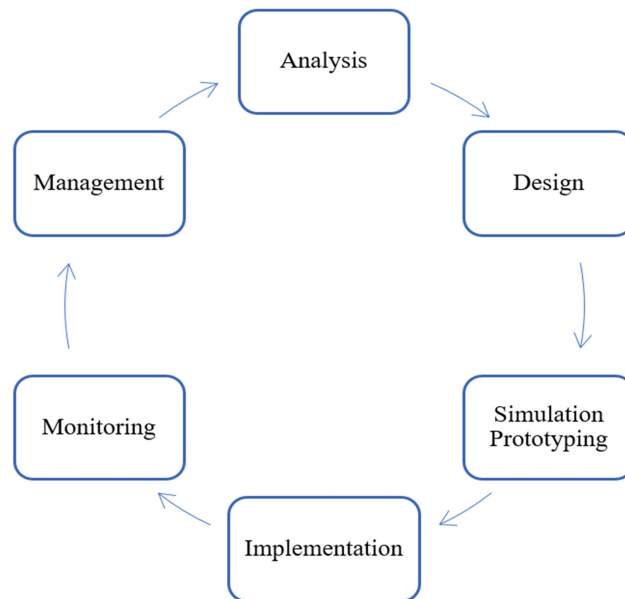 Analysis
Design
Simulation
Prototyping
Implementation
Monitoring
Management